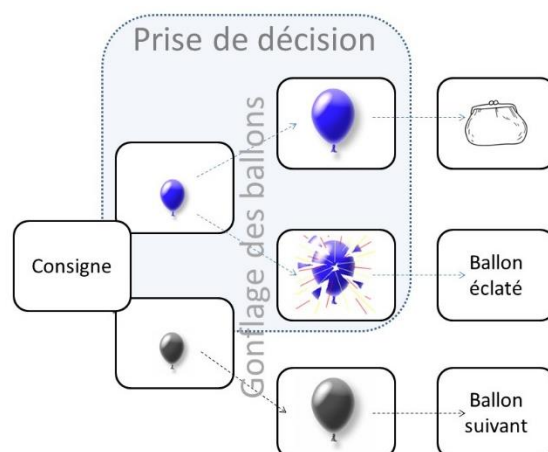 Prise de décision
Gonflage des ballons
Consigne
Ballon
éclaté
Ballon
suivant